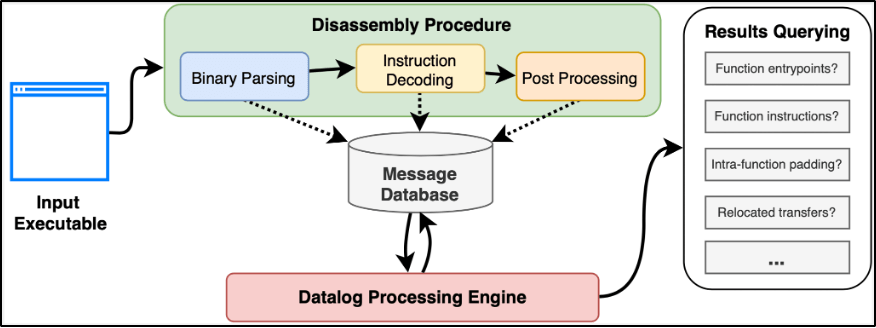 Disassembly Procedure
Binary Parsing
Instruction
Decoding
Post Processing
Input
Executable
Message
Database
Datalog Processing Engine
Results Querying
Function entrypoints?
Function instructions?
Intra-function padding?
Relocated transfers?
...